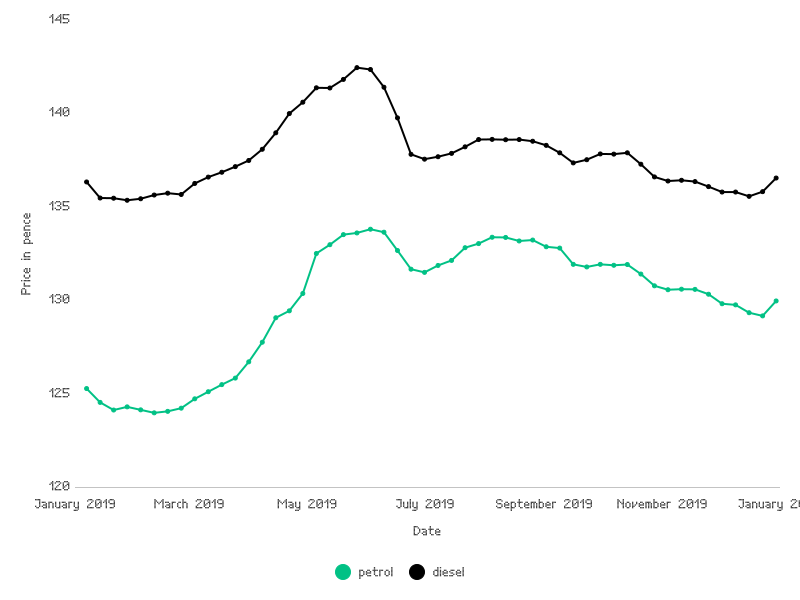 145
140
135
130
125
120
Price in pence
January 2019 March 2019 May 2019 July 2019 September 2019 November 2019 January 20
Date
petrol diesel